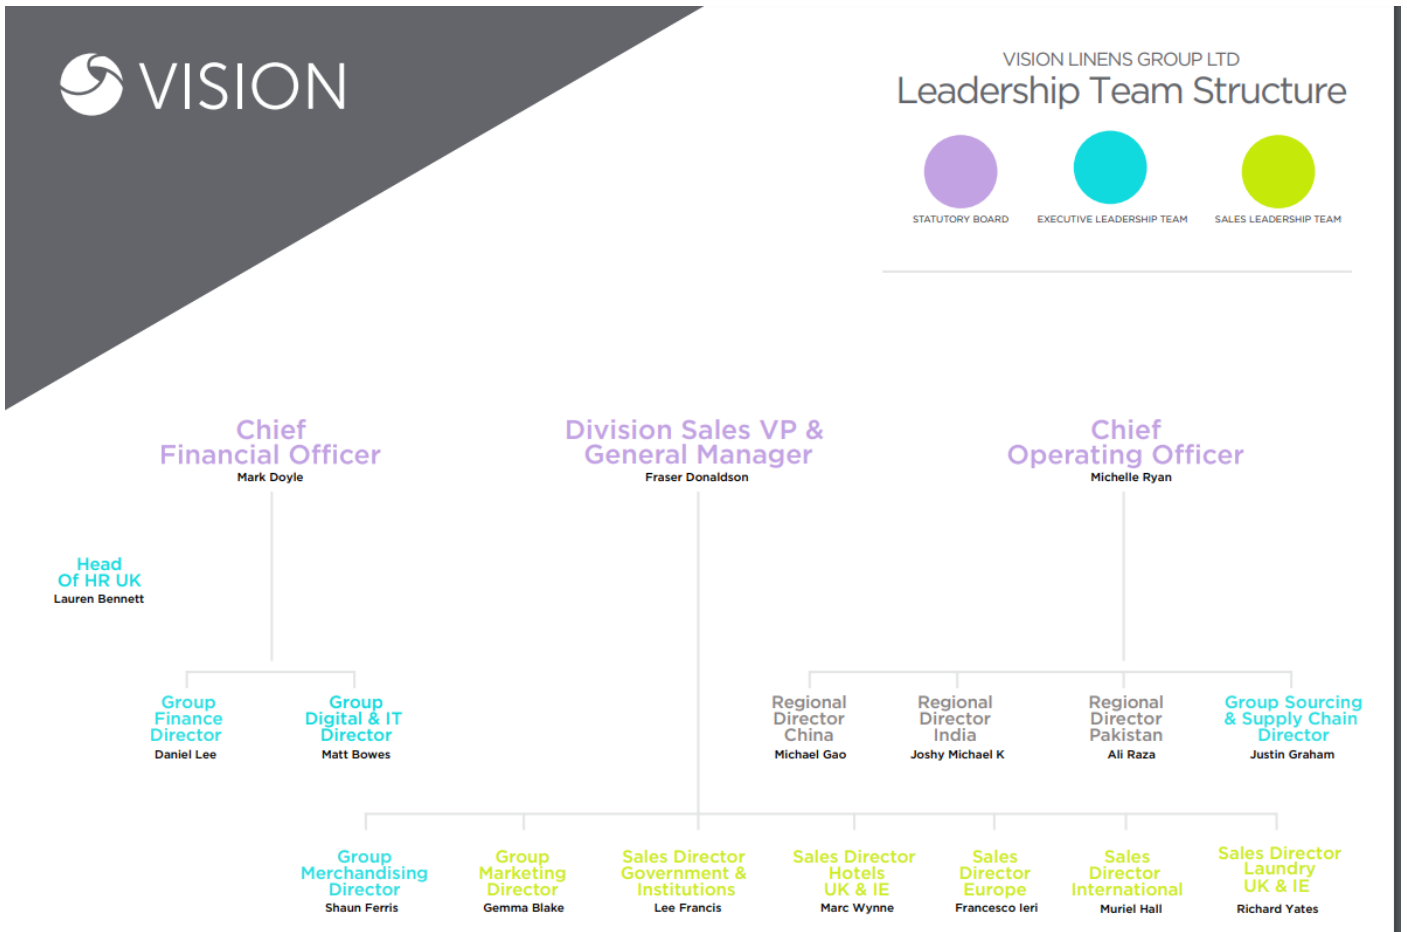 VISION
VISION LINENS GROUP LTD
Leadership Team Structure
STATUTORY BOARD
EXECUTIVE LEADERSHIP TEAM
SALES LEADERSHIP TEAM
Chief
Financial Officer
Mark Doyle
Division Sales VP &
General Manager
Fraser Donaldson
Chief
Operating Officer
Michelle Ryan
Head
Of HR UK
Lauren Bennett
Group
Finance
Director
Daniel Lee
Group
Digital & IT
Director
Matt Bowes
Regional
Director
China
Michael Gao
Regional
Director
India
Joshy Michael K
Regional
Director
Pakistan
Ali Raza
Group Sourcing
& Supply Chain
Director
Justin Graham
Group
Merchandising
Director
Shaun Ferris
Group
Marketing
Director
Gemma Blake
Sales Director
Government &
Institutions
Lee Francis
Sales Director
Hotels
UK & IE
Marc Wynne
Sales
Director
Europe
Francesco Ieri
Sales
Director
International
Muriel Hall
Sales Director
Laundry
UK & IE
Richard Yates